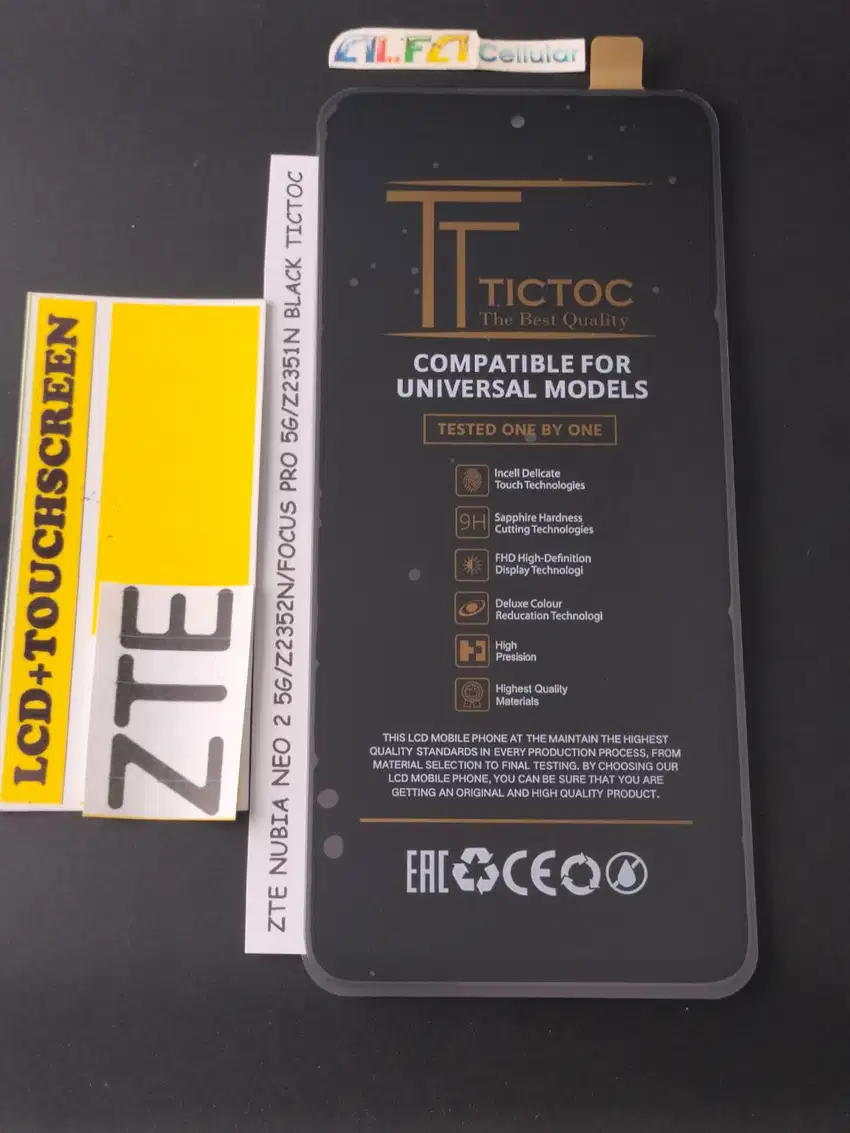 ALFA Cellular
LCD+TOUCHSCREEN
ZTE
ZTE NUBIA NEO 2 5G/Z2352N/FOCUS PRO 5G/Z2351N BLACK TICTOC
TT
TICTOC
The Best Quality
COMPATIBLE FOR
UNIVERSAL MODELS
TESTED ONE BY ONE
Incell Delicate
Touch Technologies
9H
Sapphire Hardness
Cutting Technologies
FHD High-Definition
Display Technologi
Deluxe Colour
Reducation Technologi
High
Presision
Highest Quality
Materials
THIS LCD MOBILE PHONE AT THE MAINTAIN THE HIGHEST
QUALITY STANDARDS IN EVERY PRODUCTION PROCESS, FROM
MATERIAL SELECTION TO FINAL TESTING. BY CHOOSING OUR
LCD MOBILE PHONE, YOU CAN BE SURE THAT YOU ARE
GETTING AN ORIGINAL AND HIGH QUALITY PRODUCT.
EAC CE